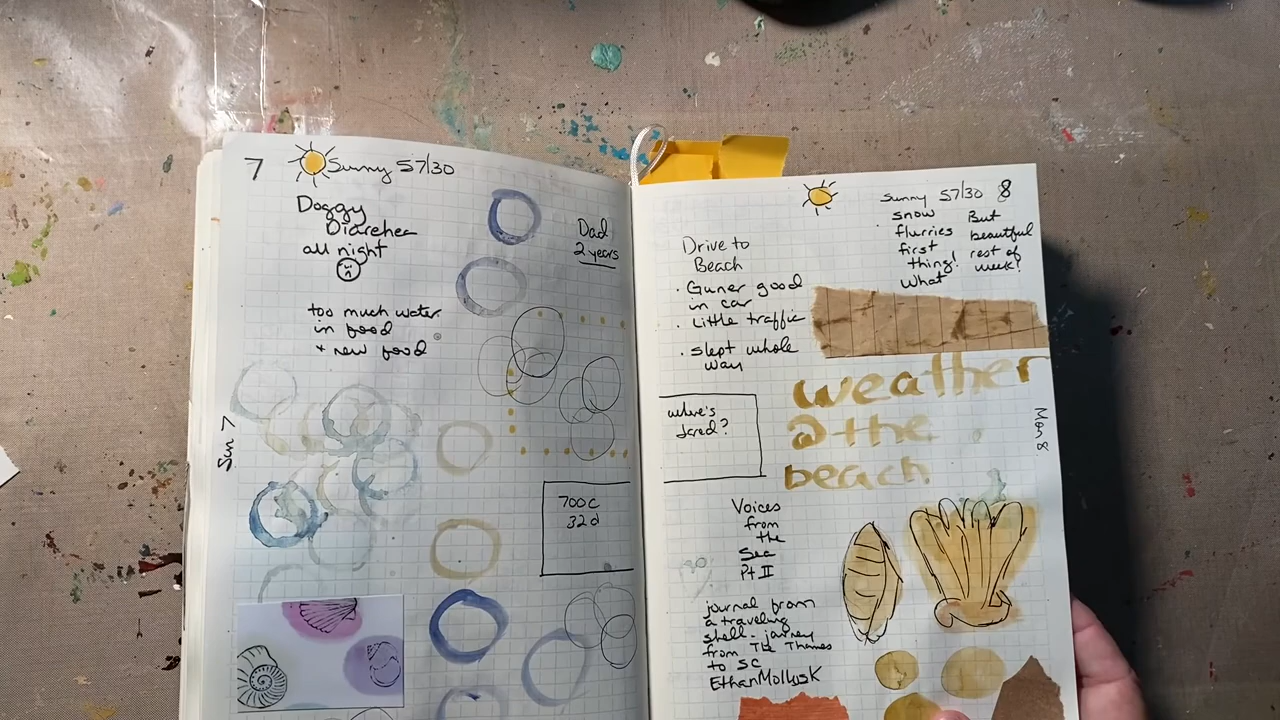 7
Sunny 57/30
Doggy
Diarehea
all night
too much water
in food
+ new food
Dad
2 years
Sun 7
700c
32d
Sunny 57/30 8
snow
flurries
first
thing!
what
But
beautiful
rest of
week!
Drive to
Beach
· Guner good
in car
· Little traffic
· slept whole
way
weather
@ the
beach
where's
Jared?
Mon 8
Voices
from
the
Sea
Pt II
journal from
a traveling
shell - journey
from The Thames
to SC
Ethan Mollusk